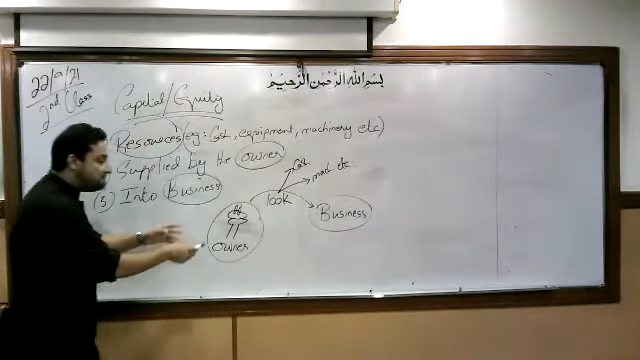 بسم الله الرحمن الرحيم
22/9/21
2nd Class
Capital/Equity
Resources (eg: Cash, equipment, machinery etc)
Supplied by the owner
(5) Into Business
Cash
mach etc
100K
Business
owner